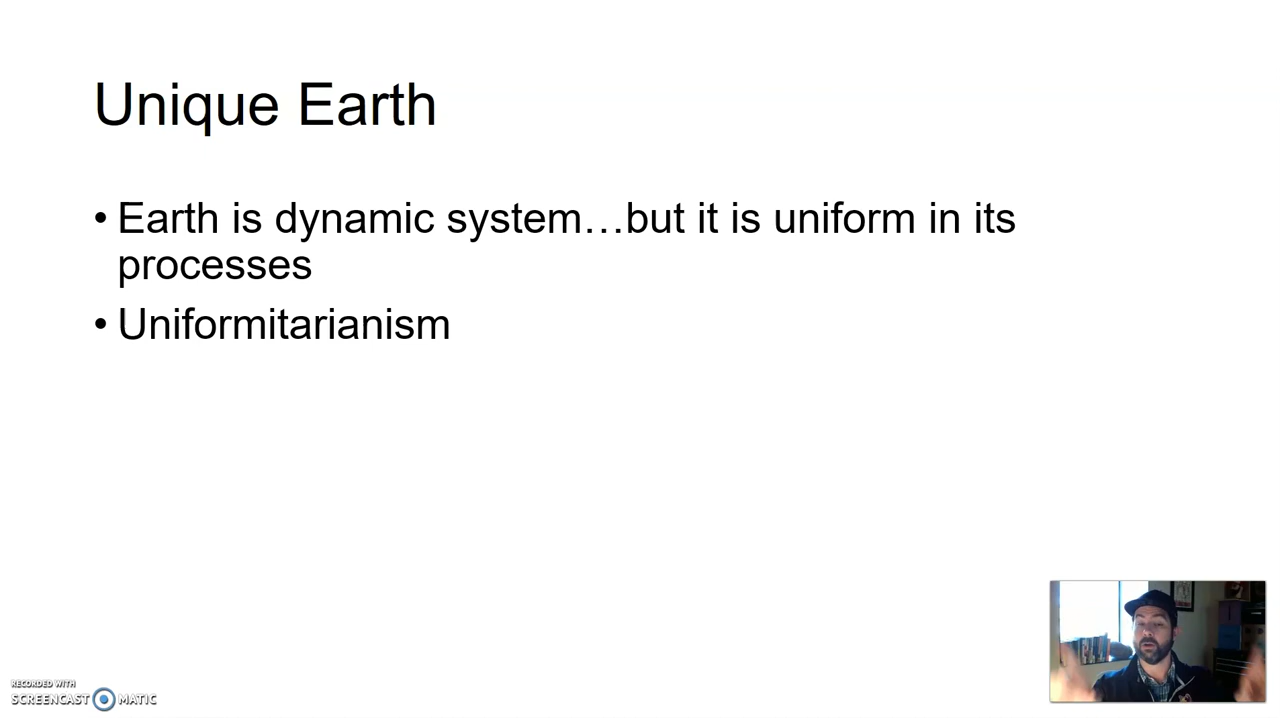 Unique Earth
• Earth is dynamic system…but it is uniform in its
processes
• Uniformitarianism
RECORDED WITH
SCREENCAST MATIC